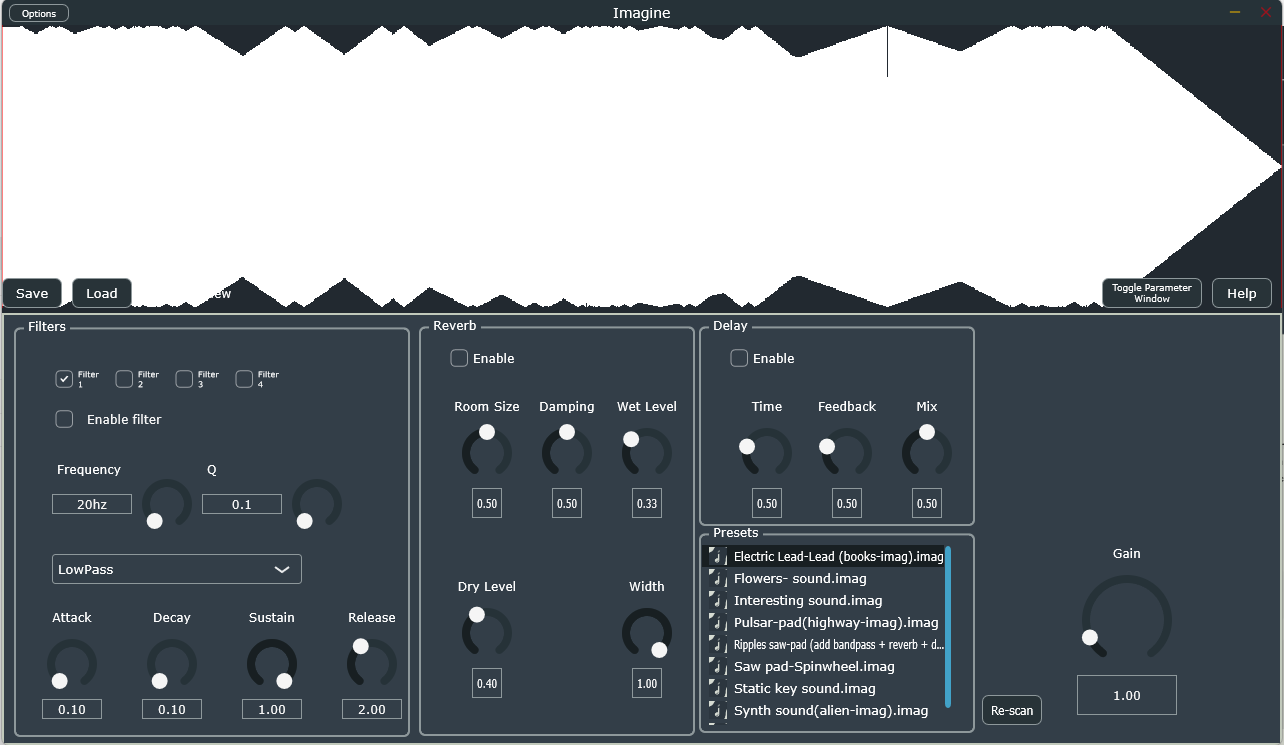 Options
Imagine
Save
Load
Toggle Parameter
Window
Help
Filters
Filter
1
Filter
2
Filter
3
Filter
4
Enable filter
Frequency
Q
20hz
0.1
LowPass
Attack
Decay
Sustain
Release
0.10
0.10
1.00
2.00
Reverb
Enable
Room Size
Damping
Wet Level
0.50
0.50
0.33
Dry Level
Width
0.40
1.00
Delay
Enable
Time
Feedback
Mix
0.50
0.50
0.50
Presets
Electric Lead-Lead (books-imag).imag
Flowers- sound.imag
Interesting sound.imag
Pulsar-pad(highway-imag).imag
Ripples saw-pad (add bandpass + reverb + d...
Saw pad-Spinwheel.imag
Static key sound.imag
Synth sound(alien-imag).imag
Re-scan
Gain
1.00